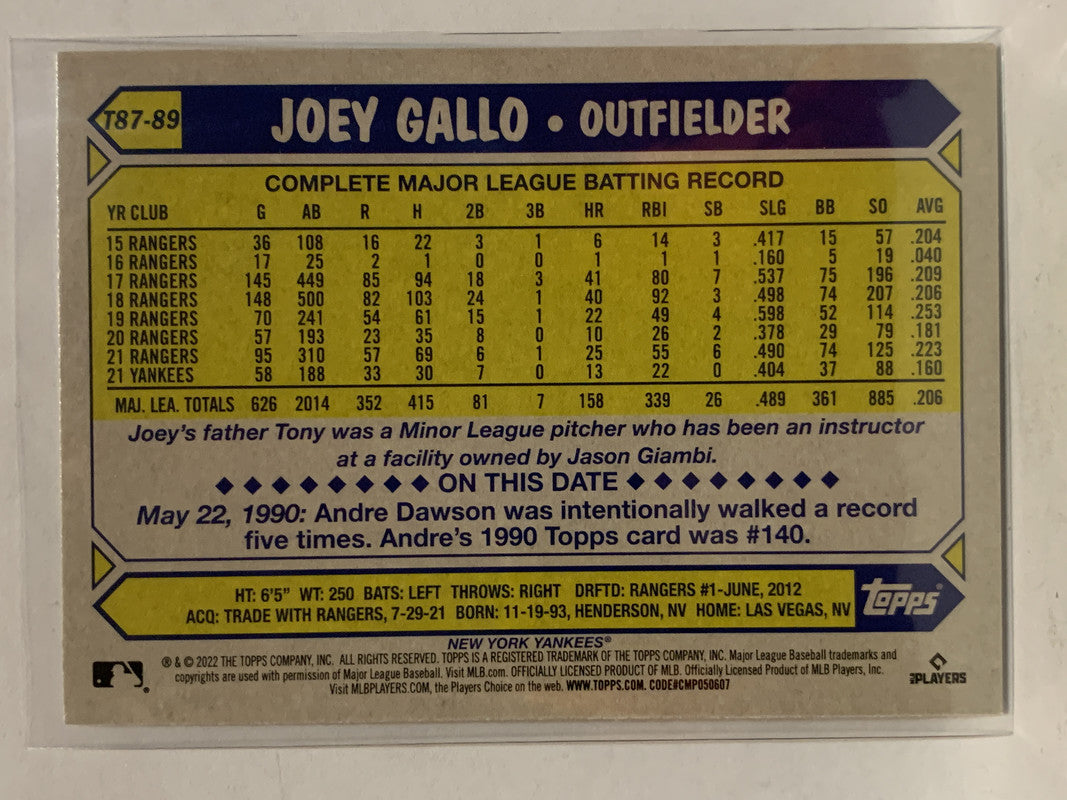 T87-89
JOEY GALLO • OUTFIELDER
COMPLETE MAJOR LEAGUE BATTING RECORD
YR CLUB G AB R H 2B 3B HR RBI SB SLG BB SO AVG
15 RANGERS 36 108 16 22 3 1 6 14 3 .417 15 57 .204
16 RANGERS 17 25 2 1 0 0 1 1 1 .160 5 19 .040
17 RANGERS 145 449 85 94 18 3 41 80 7 .537 75 196 .209
18 RANGERS 148 500 82 103 24 1 40 92 3 .498 74 207 .206
19 RANGERS 70 241 54 61 15 1 22 49 4 .598 52 114 .253
20 RANGERS 57 193 23 35 8 0 10 26 2 .378 29 79 .181
21 RANGERS 95 310 57 69 6 1 25 55 6 .490 74 125 .223
21 YANKEES 58 188 33 30 7 0 13 22 0 .404 37 88 .160
MAJ. LEA. TOTALS 626 2014 352 415 81 7 158 339 26 .489 361 885 .206
Joey's father Tony was a Minor League pitcher who has been an instructor
at a facility owned by Jason Giambi.
ON THIS DATE
May 22, 1990: Andre Dawson was intentionally walked a record
five times. Andre's 1990 Topps card was #140.
HT: 6'5" WT: 250 BATS: LEFT THROWS: RIGHT DRFTD: RANGERS #1-JUNE, 2012
ACQ: TRADE WITH RANGERS, 7-29-21 BORN: 11-19-93, HENDERSON, NV HOME: LAS VEGAS, NV
TOPPS®
NEW YORK YANKEES®
® & © 2022 THE TOPPS COMPANY, INC. ALL RIGHTS RESERVED. TOPPS IS A REGISTERED TRADEMARK OF THE TOPPS COMPANY, INC. Major League Baseball trademarks and
copyrights are used with permission of Major League Baseball. Visit MLB.com. OFFICIALLY LICENSED PRODUCT OF MLB. Officially Licensed Product of MLB Players, Inc.
Visit MLBPLAYERS.COM, the Players Choice on the web. WWW.TOPPS.COM. CODE#CMP050607
MLB PLAYERS